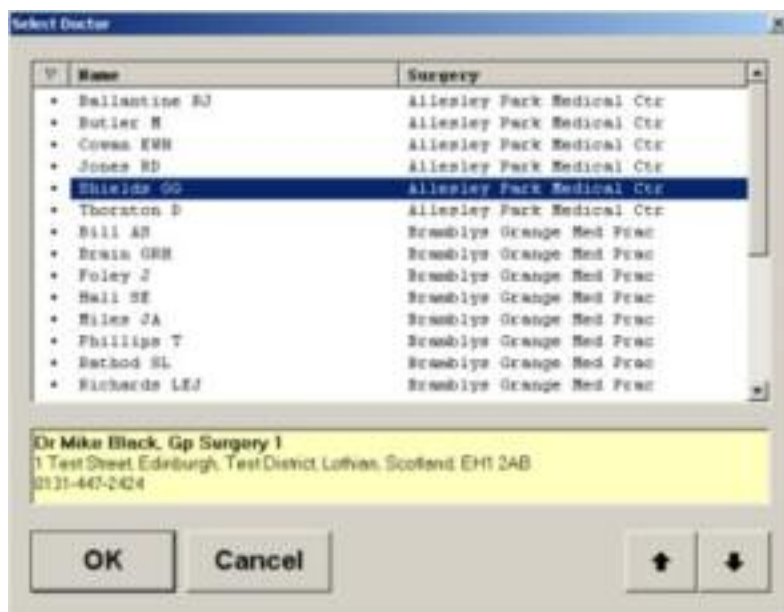 Select Doctor
Name Surgery
Ballantine RJ Allesley Park Medical Ctr
Butler M Allesley Park Medical Ctr
Cowan KWH Allesley Park Medical Ctr
Jones RD Allesley Park Medical Ctr
Shields GG Allesley Park Medical Ctr
Thornton D Allesley Park Medical Ctr
Bill AS Bramblys Grange Med Prac
Brain GRH Bramblys Grange Med Prac
Foley J Bramblys Grange Med Prac
Hall SE Bramblys Grange Med Prac
Miles JA Bramblys Grange Med Prac
Phillips T Bramblys Grange Med Prac
Rathod SL Bramblys Grange Med Prac
Richards LEJ Bramblys Grange Med Prac
Dr Mike Black, Gp Surgery 1
1 Test Street, Edinburgh, Test District, Lothian, Scotland, EH1 2AB
0131-447-2424
OK Cancel